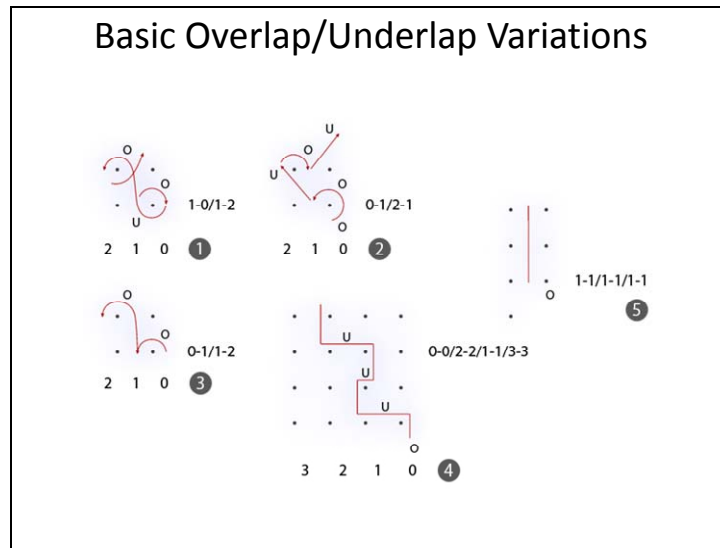 Basic Overlap/Underlap Variations
O
O
U
1-0/1-2
2 1 0 1
U
O
U
O
O
0-1/2-1
2 1 0 2
O
O
0-1/1-2
2 1 0 3
U
U
U
O
0-0/2-2/1-1/3-3
3 2 1 0 4
1-1/1-1/1-1
O
5